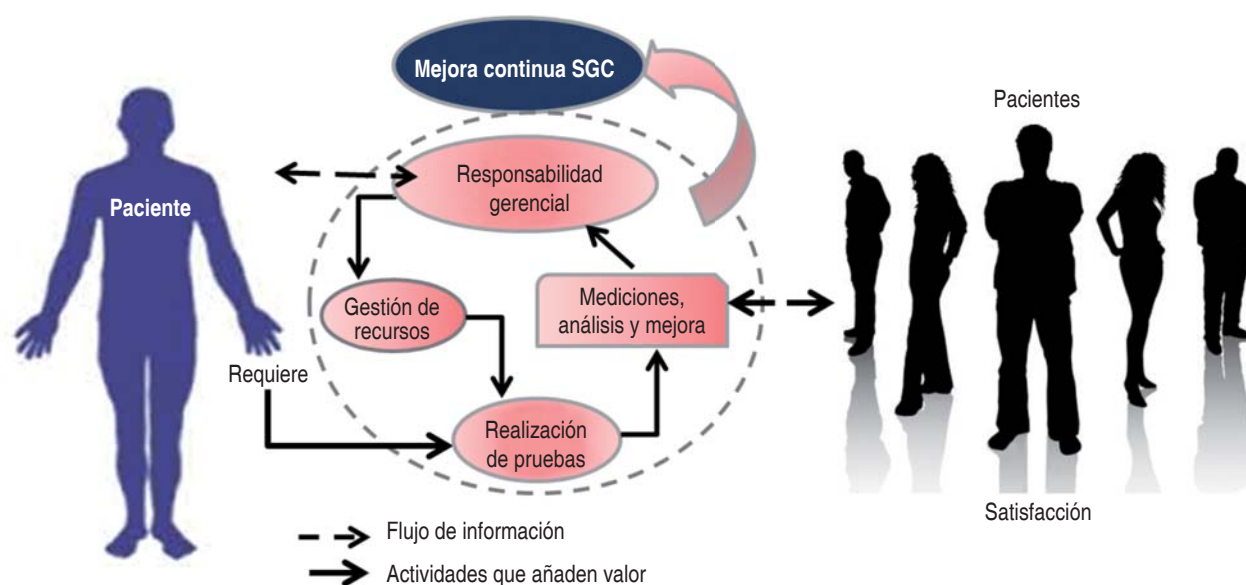 Mejora continua SGC
Pacientes
Responsabilidad
gerencial
Paciente
Gestión de
recursos
Mediciones,
análisis y mejora
Requiere
Realización
de pruebas
Satisfacción
Flujo de información
Actividades que añaden valor